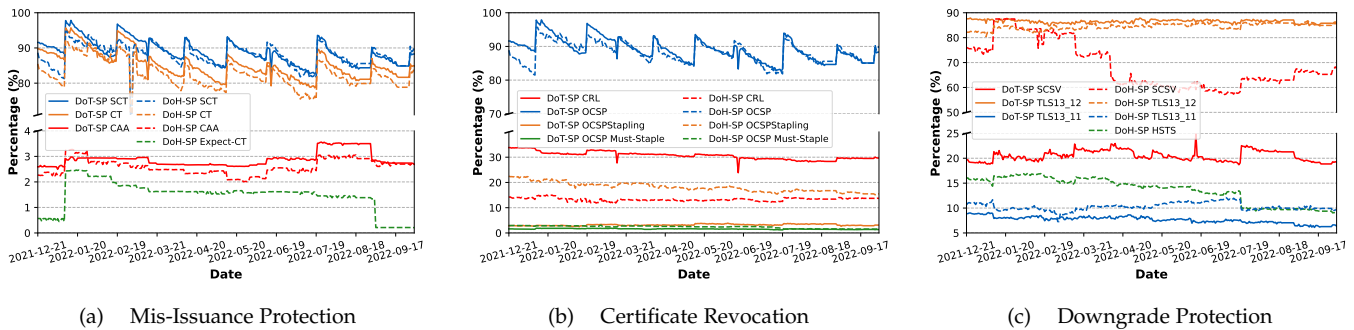 100
90
80
Percentage (%)
DoT-SP SCT
DoT-SP CT
DoT-SP CAA
DoH-SP SCT
DoH-SP CT
DoH-SP CAA
DoH-SP Expect-CT
4
3
2
1
0
2021-12-21
2022-01-20
2022-02-19
2022-03-21
2022-04-20
2022-05-20
2022-06-19
2022-07-19
2022-08-18
2022-09-17
Date
(a) Mis-Issuance Protection
100
90
80
70
Percentage (%)
DoT-SP CRL
DoT-SP OCSP
DoT-SP OCSPStapling
DoT-SP OCSP Must-Staple
DoH-SP CRL
DoH-SP OCSP
DoH-SP OCSPStapling
DoH-SP OCSP Must-Staple
30
20
10
0
2021-12-21
2022-01-20
2022-02-19
2022-03-21
2022-04-20
2022-05-20
2022-06-19
2022-07-19
2022-08-18
2022-09-17
Date
(b) Certificate Revocation
90
80
70
60
50
Percentage (%)
DoT-SP SCSV
DoT-SP TLS13_12
DoT-SP TLS13_11
DoH-SP SCSV
DoH-SP TLS13_12
DoH-SP TLS13_11
DoH-SP HSTS
25
20
15
10
5
2021-12-21
2022-01-20
2022-02-19
2022-03-21
2022-04-20
2022-05-20
2022-06-19
2022-07-19
2022-08-18
2022-09-17
Date
(c) Downgrade Protection